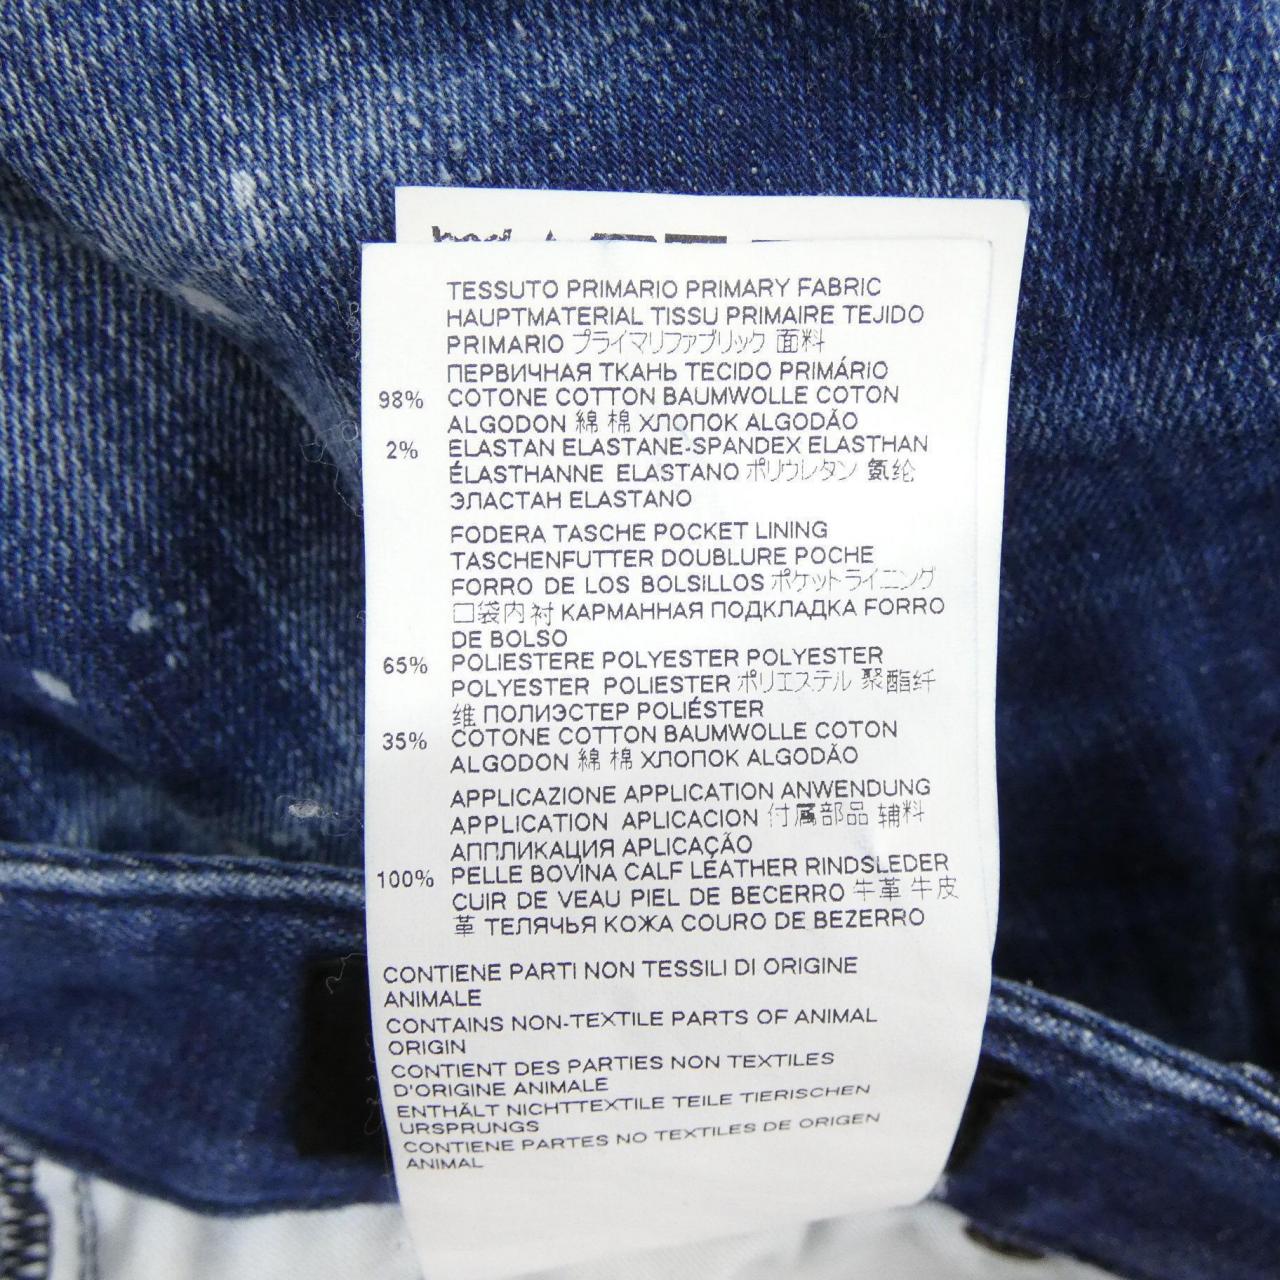 TESSUTO PRIMARIO PRIMARY FABRIC
HAUPTMATERIAL TISSU PRIMAIRE TEJIDO
PRIMARIO プライマリファブリック 面料
ПЕРВИЧНАЯ ТКАНЬ TECIDO PRIMÁRIO
98% COTONE COTTON BAUMWOLLE COTON
ALGODON 綿 棉 ХЛОПОК ALGODÃO
2% ELASTAN ELASTANE-SPANDEX ELASTHAN
ÉLASTHANNE ELASTANO ポリウレタン 氨纶
ЭЛАСТАН ELASTANO
FODERA TASCHE POCKET LINING
TASCHENFUTTER DOUBLURE POCHE
FORRO DE LOS BOLSILLOS ポケットライニング
口袋内衬 КАРМАННАЯ ПОДКЛАДКА FORRO
DE BOLSO
65% POLIESTERE POLYESTER POLYESTER
POLYESTER POLIESTER ポリエステル 聚酯纤
维 ПОЛИЭСТЕР POLIÉSTER
35% COTONE COTTON BAUMWOLLE COTON
ALGODON 綿 棉 ХЛОПОК ALGODÃO
APPLICAZIONE APPLICATION ANWENDUNG
APPLICATION APLICACION 付属部品 辅料
АППЛИКАЦИЯ APLICAÇÃO
100% PELLE BOVINA CALF LEATHER RINDSLEDER
CUIR DE VEAU PIEL DE BECERRO 牛革 牛皮
革 ТЕЛЯЧЬЯ КОЖА COURO DE BEZERRO
CONTIENE PARTI NON TESSILI DI ORIGINE
ANIMALE
CONTAINS NON-TEXTILE PARTS OF ANIMAL
ORIGIN
CONTIENT DES PARTIES NON TEXTILES
D'ORIGINE ANIMALE
ENTHÄLT NICHTTEXTILE TEILE TIERISCHEN
URSPRUNGS
CONTIENE PARTES NO TEXTILES DE ORIGEN
ANIMAL